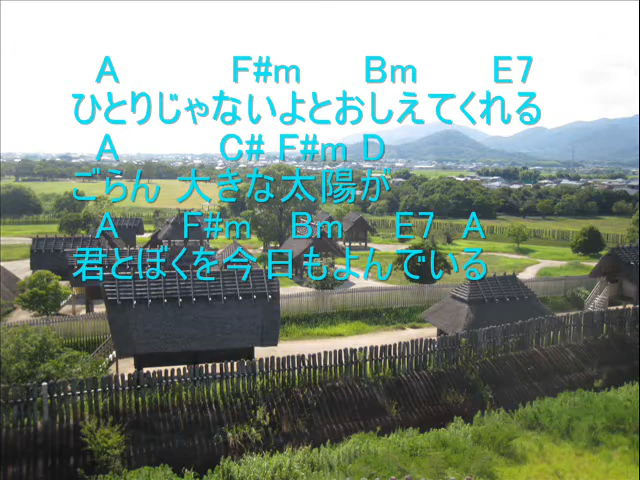 A F#m Bm E7
ひとりじゃないよとおしえてくれる
A C# F#m D
ごらん 大きな太陽が
A F#m Bm E7 A
君とぼくを今日もよんでいる